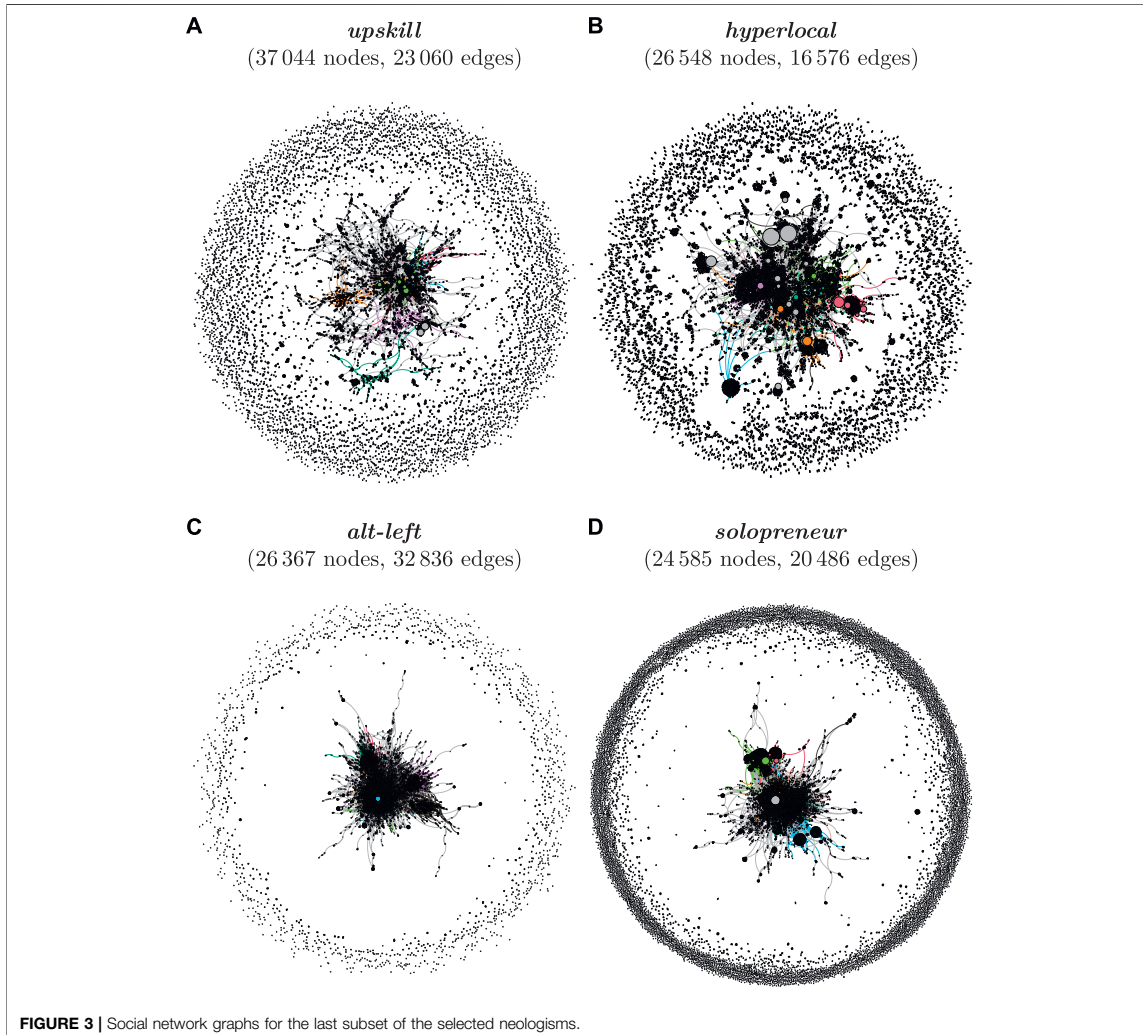 A
upskill
(37 044 nodes, 23 060 edges)
B
hyperlocal
(26 548 nodes, 16 576 edges)
C
alt-left
(26 367 nodes, 32 836 edges)
D
solopreneur
(24 585 nodes, 20 486 edges)
FIGURE 3 | Social network graphs for the last subset of the selected neologisms.